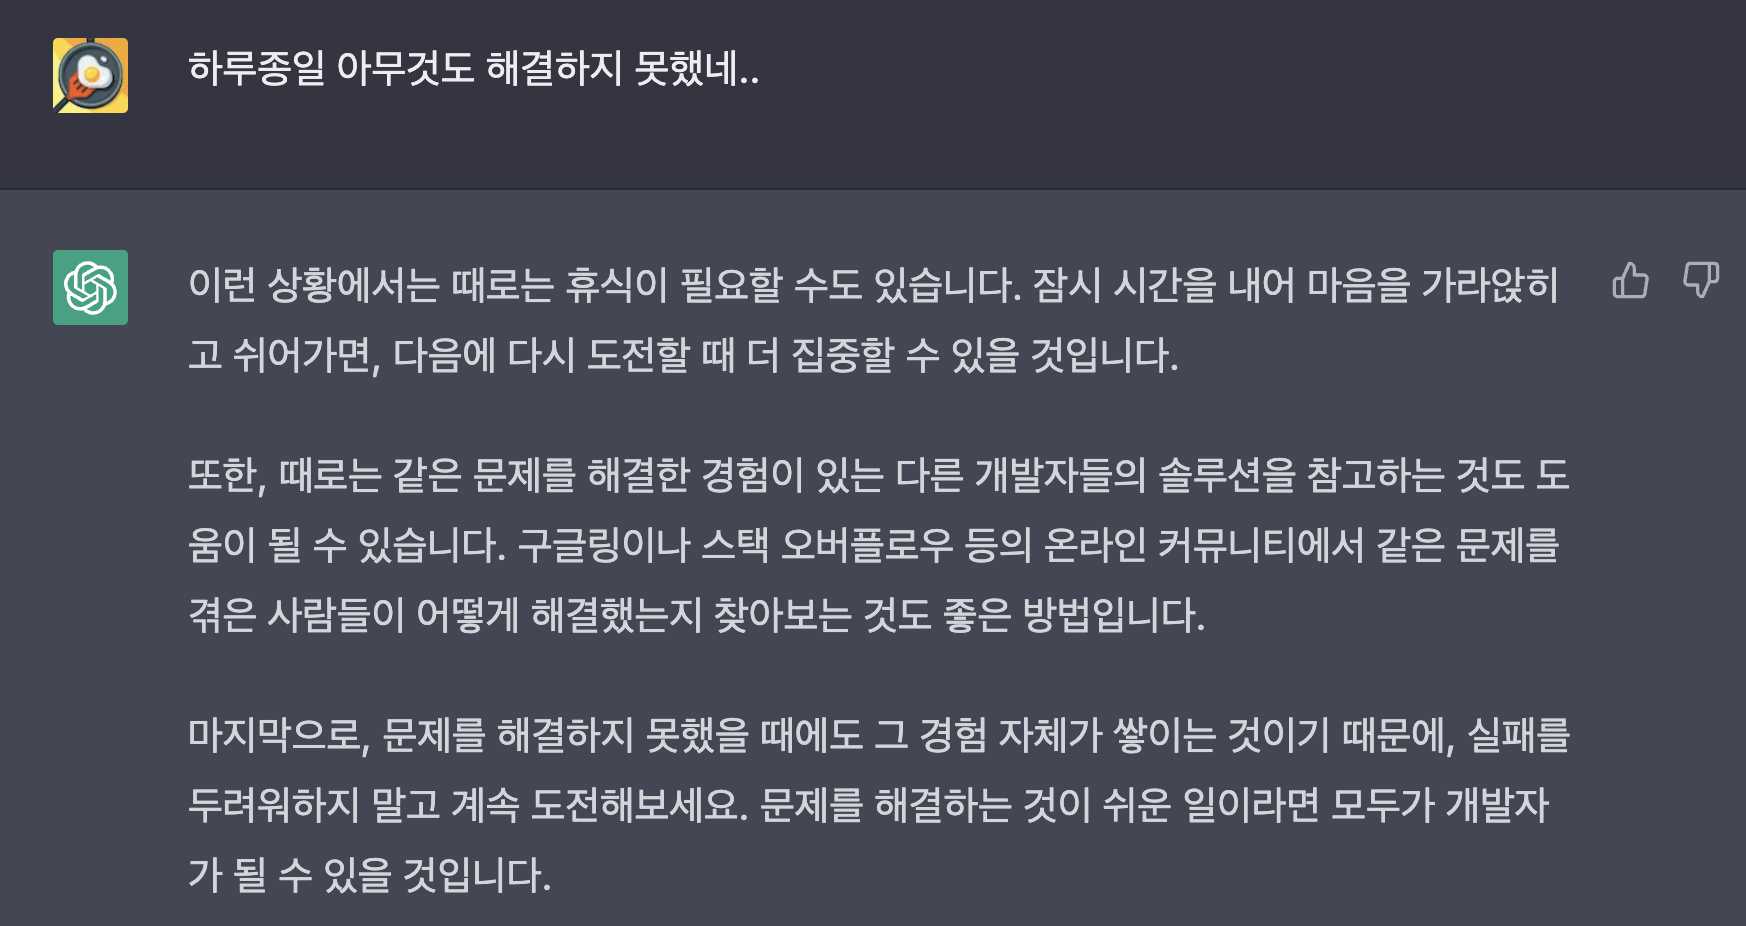 하루종일 아무것도 해결하지 못했네..
이런 상황에서는 때로는 휴식이 필요할 수도 있습니다. 잠시 시간을 내어 마음을 가라앉히
고 쉬어가면, 다음에 다시 도전할 때 더 집중할 수 있을 것입니다.
또한, 때로는 같은 문제를 해결한 경험이 있는 다른 개발자들의 솔루션을 참고하는 것도 도
움이 될 수 있습니다. 구글링이나 스택 오버플로우 등의 온라인 커뮤니티에서 같은 문제를
겪은 사람들이 어떻게 해결했는지 찾아보는 것도 좋은 방법입니다.
마지막으로, 문제를 해결하지 못했을 때에도 그 경험 자체가 쌓이는 것이기 때문에, 실패를
두려워하지 말고 계속 도전해보세요. 문제를 해결하는 것이 쉬운 일이라면 모두가 개발자
가 될 수 있을 것입니다.